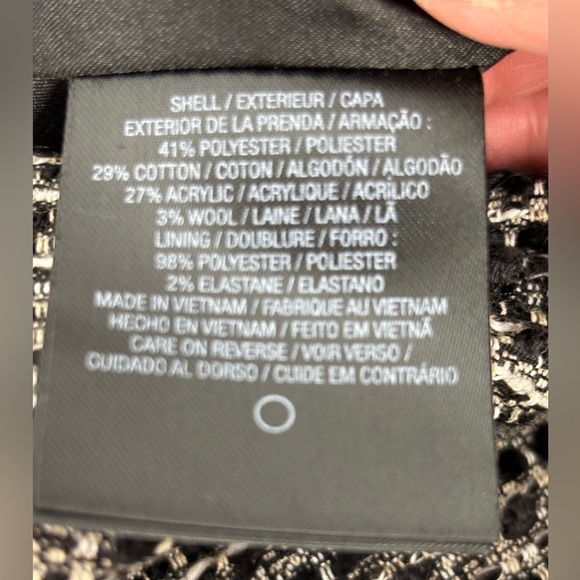 SHELL / EXTERIEUR / CAPA
EXTERIOR DE LA PRENDA / ARMAÇÃO :
41% POLYESTER / POLIESTER
29% COTTON / COTON / ALGODÓN / ALGODÃO
27% ACRYLIC / ACRYLIQUE / ACRÍLICO
3% WOOL / LAINE / LANA / LÃ
LINING / DOUBLURE / FORRO :
98% POLYESTER / POLIESTER
2% ELASTANE / ELASTANO
MADE IN VIETNAM / FABRIQUE AU VIETNAM
HECHO EN VIETNAM / FEITO EM VIETNÃ
CARE ON REVERSE / VOIR VERSO /
CUIDADO AL DORSO / CUIDE EM CONTRÁRIO